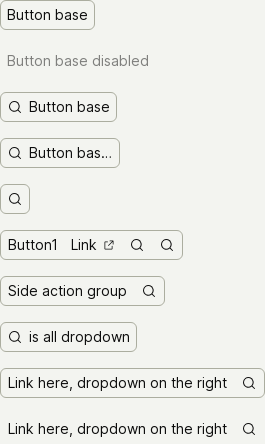 Button base
Button base disabled
Button base
Button bas...
Button1 Link
Side action group
is all dropdown
Link here, dropdown on the right
Link here, dropdown on the right